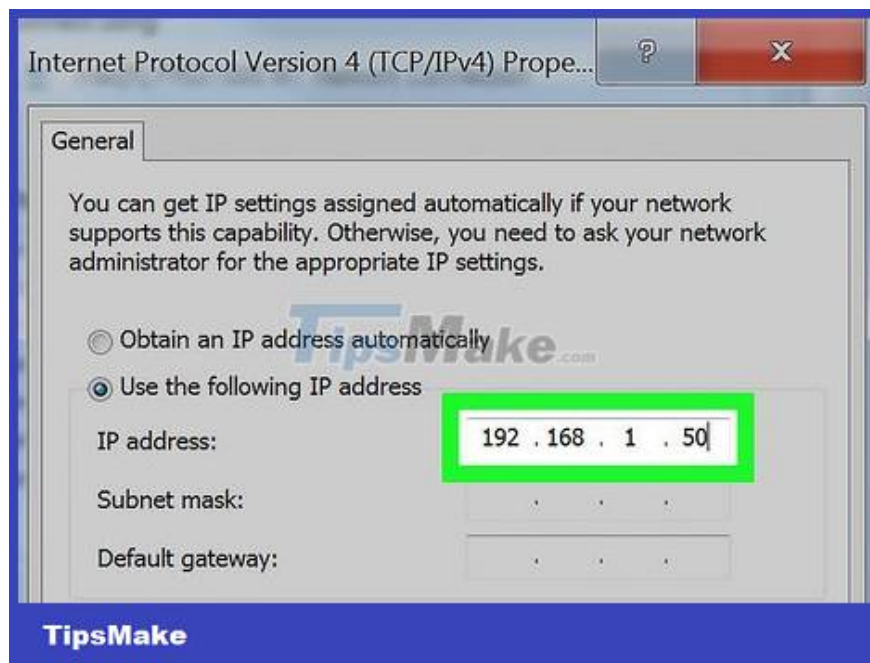 Internet Protocol Version 4 (TCP/IPv4) Prope...
General
You can get IP settings assigned automatically if your network
supports this capability. Otherwise, you need to ask your network
administrator for the appropriate IP settings.
TipsMake.com
Obtain an IP address automatically
Use the following IP address
IP address:
192 . 168 . 1 . 50
Subnet mask:
. . .
Default gateway:
. . .
TipsMake